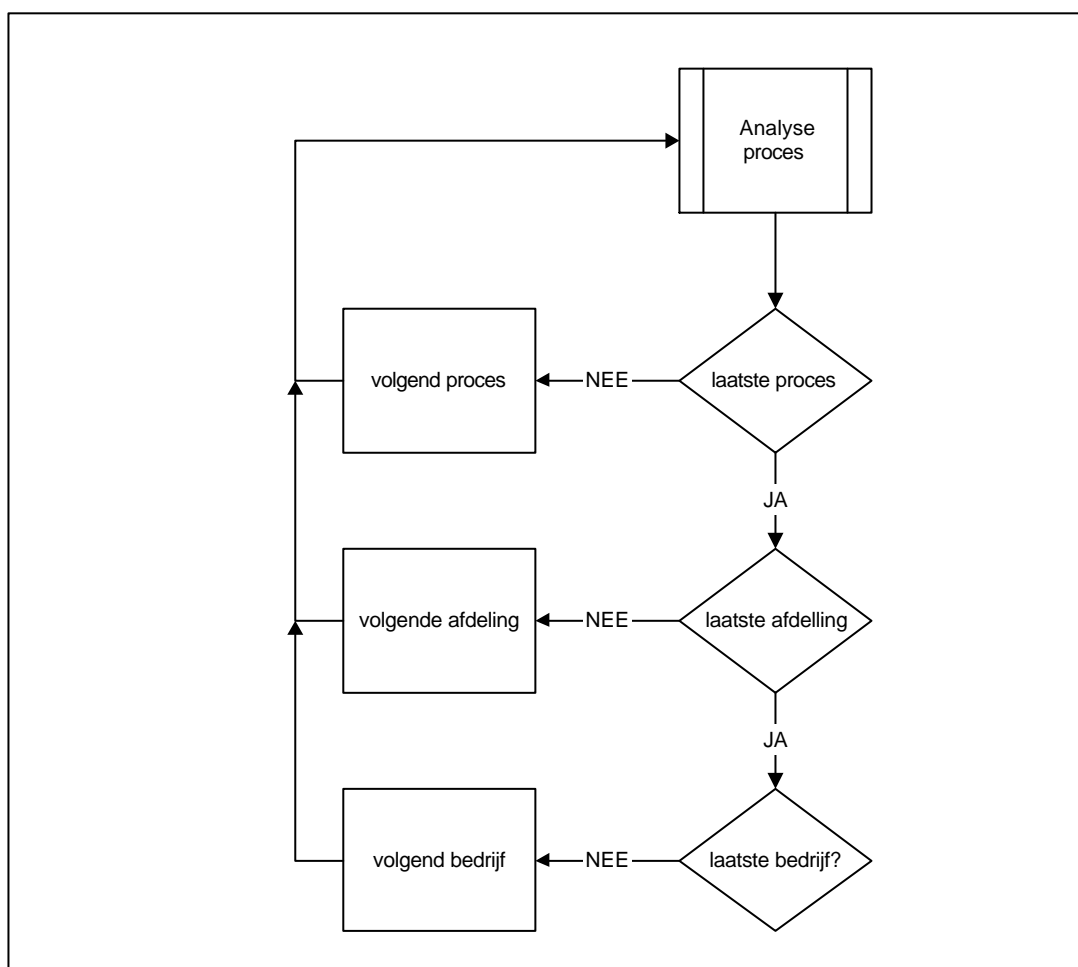 Analyse
proces
volgend proces
NEE
laatste proces
JA
volgende afdeling
NEE
laatste afdelling
JA
volgend bedrijf
NEE
laatste bedrijf?